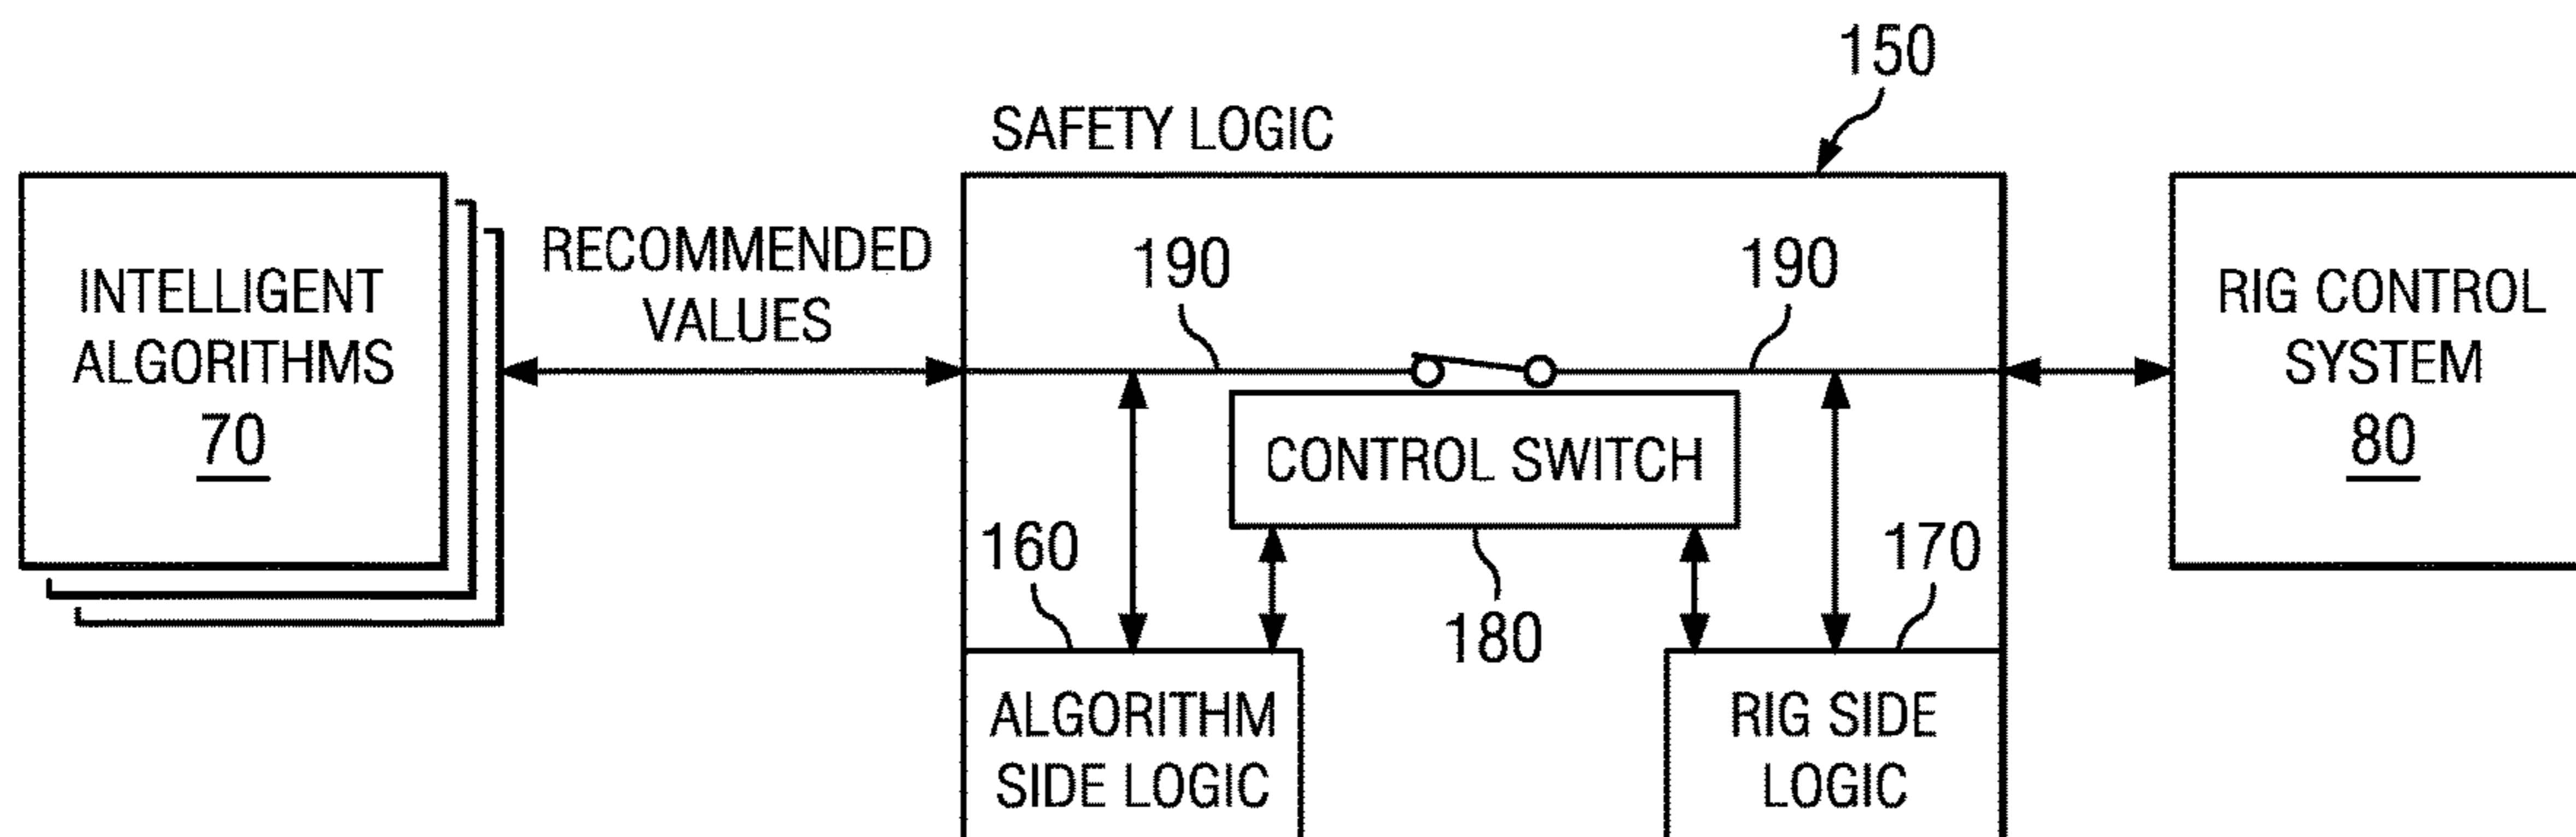 150
SAFETY LOGIC
INTELLIGENT
ALGORITHMS
70
RECOMMENDED
VALUES
190
190
RIG CONTROL
SYSTEM
80
CONTROL SWITCH
160
180
170
ALGORITHM
SIDE LOGIC
RIG SIDE
LOGIC